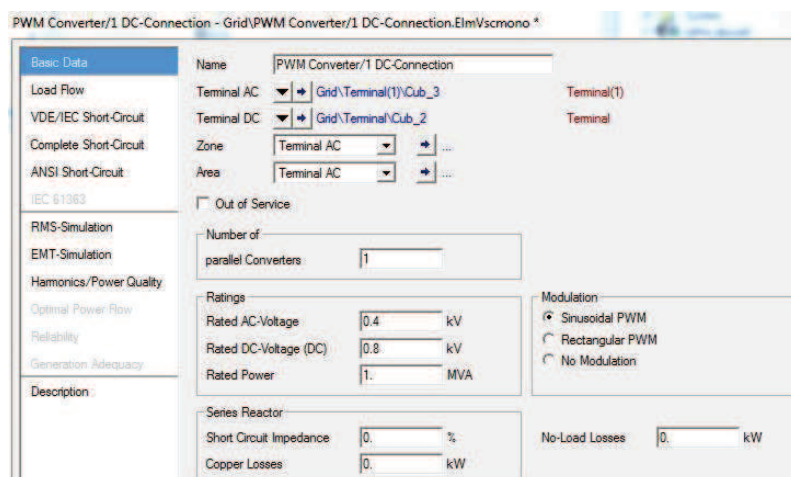 PWM Converter/1 DC-Connection - Grid\PWM Converter/1 DC-Connection.ElmVscmono *
Basic Data
Load Flow
VDE/IEC Short-Circuit
Complete Short-Circuit
ANSI Short-Circuit
IEC 61363
RMS-Simulation
EMT-Simulation
Harmonics/Power Quality
Optimal Power Flow
Reliability
Generation Adequacy
Description
Name PWM Converter/1 DC-Connection
Terminal AC Grid\Terminal(1)\Cub_3 Terminal(1)
Terminal DC Grid\Terminal\Cub_2 Terminal
Zone Terminal AC ...
Area Terminal AC ...
Out of Service
Number of
parallel Converters 1
Ratings
Rated AC-Voltage 0.4 kV
Rated DC-Voltage (DC) 0.8 kV
Rated Power 1. MVA
Modulation
Sinusoidal PWM
Rectangular PWM
No Modulation
Series Reactor
Short Circuit Impedance 0. %
Copper Losses 0. kW
No-Load Losses 0. kW